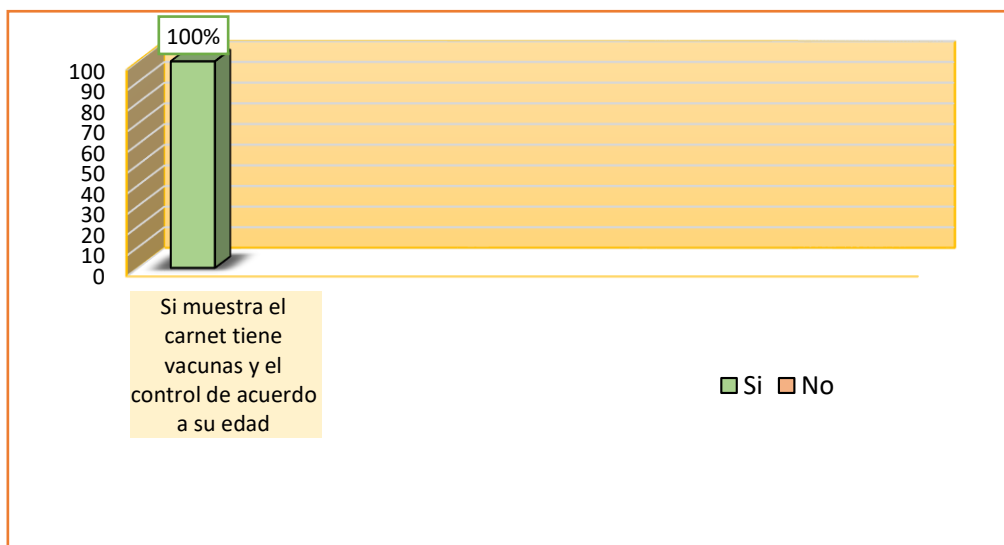 100%
100
90
80
70
60
50
40
30
20
10
0
Si muestra el
carnet tiene
vacunas y el
control de acuerdo
a su edad
Si No